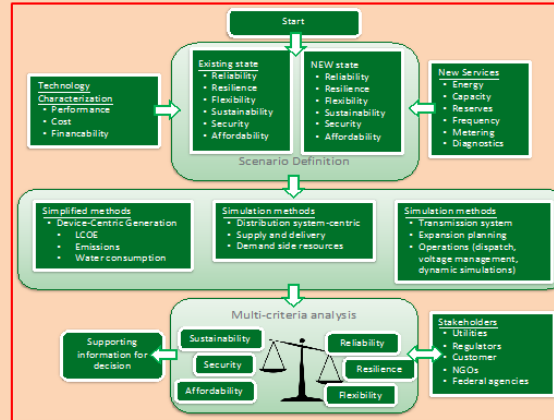 Start
Technology
Characterization
• Performance
• Cost
• Financability
Existing state
• Reliability
• Resilience
• Flexibility
• Sustainability
• Security
• Affordability
NEW state
• Reliability
• Resilience
• Flexibility
• Sustainability
• Security
• Affordability
New Services
• Energy
• Capacity
• Reserves
• Frequency
• Metering
• Diagnostics
Scenario Definition
Simplified methods
• Device-Centric Generation
• LCOE
• Emissions
• Water consumption
Simulation methods
• Distribution system-centric
• Supply and delivery
• Demand side resources
Simulation methods
• Transmission system
• Expansion planning
• Operations (dispatch,
voltage management,
dynamic simulations)
Multi-criteria analysis
Supporting
information for
decision
Sustainability
Security
Affordability
Reliability
Resilience
Flexibility
Stakeholders
• Utilities
• Regulators
• Customer
• NGOs
• Federal agencies